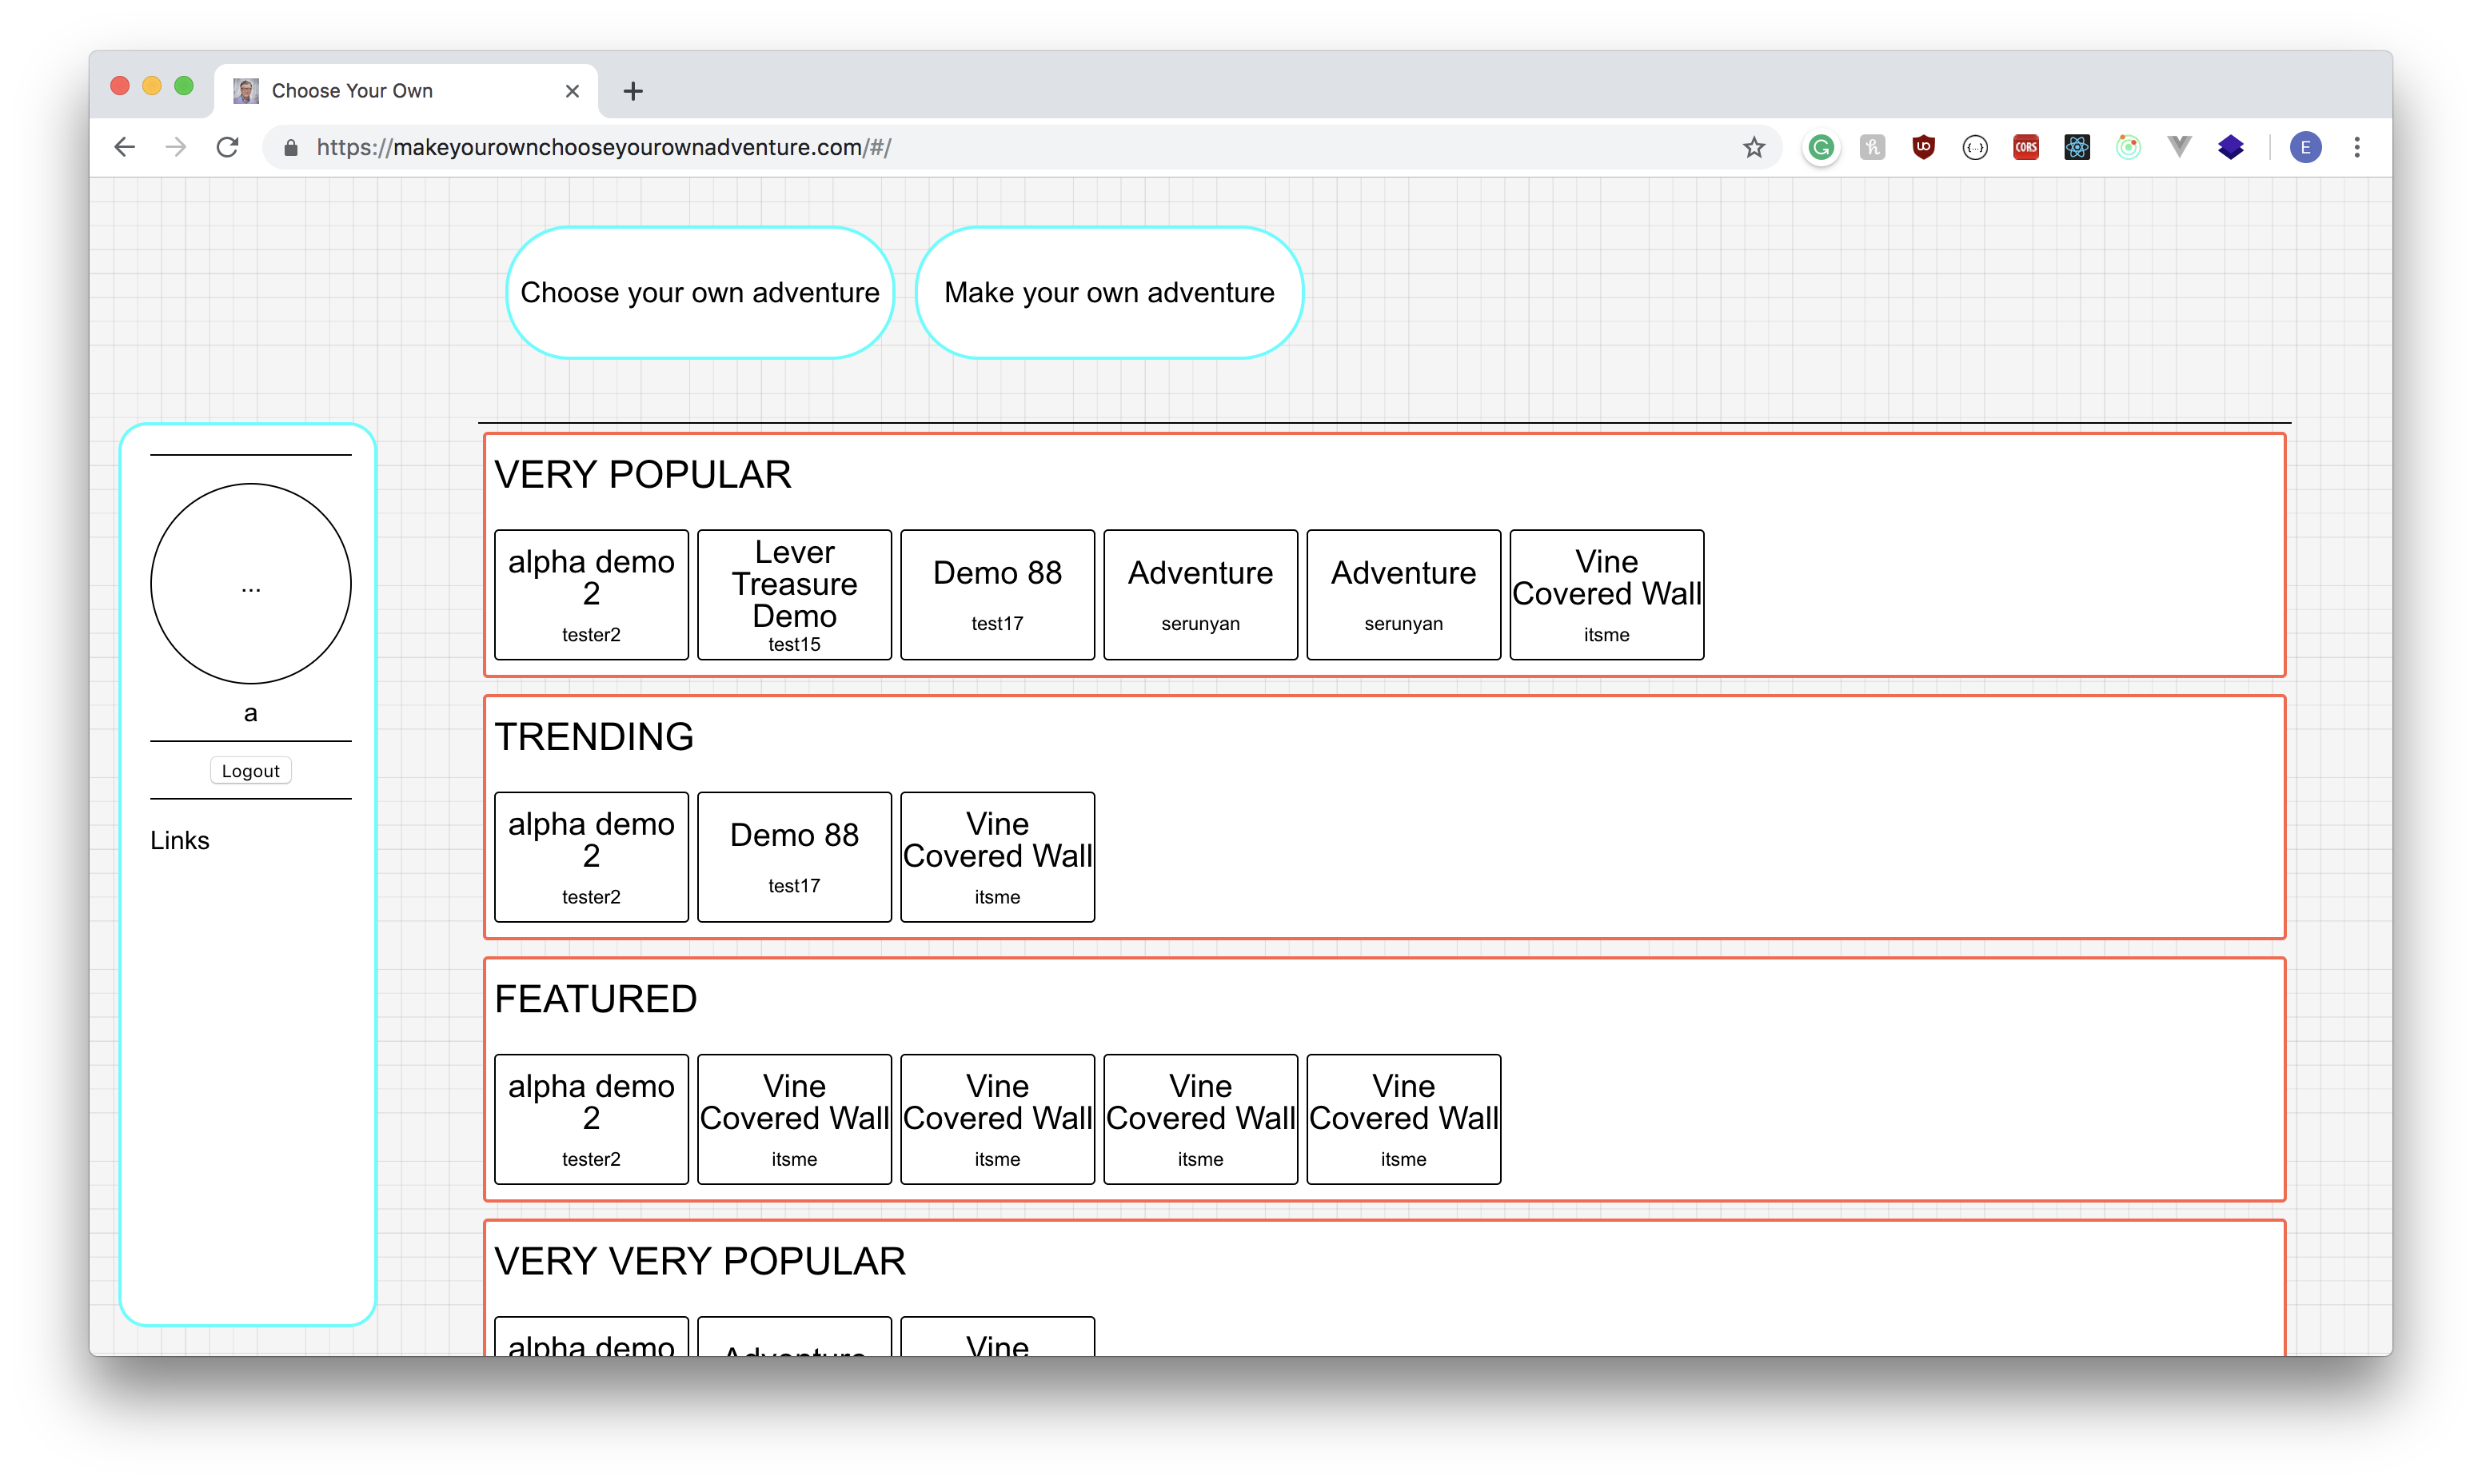 Choose Your Own
https://makeyourownchooseyourownadventure.com/#/
UO
{...}
CORS
E
Choose your own adventure
Make your own adventure
...
a
Logout
Links
VERY POPULAR
alpha demo
2
tester2
Lever
Treasure
Demo
test15
Demo 88
test17
Adventure
serunyan
Adventure
serunyan
Vine
Covered Wall
itsme
TRENDING
alpha demo
2
tester2
Demo 88
test17
Vine
Covered Wall
itsme
FEATURED
alpha demo
2
tester2
Vine
Covered Wall
itsme
Vine
Covered Wall
itsme
Vine
Covered Wall
itsme
Vine
Covered Wall
itsme
VERY VERY POPULAR
alpha demo
Adventure
Vine